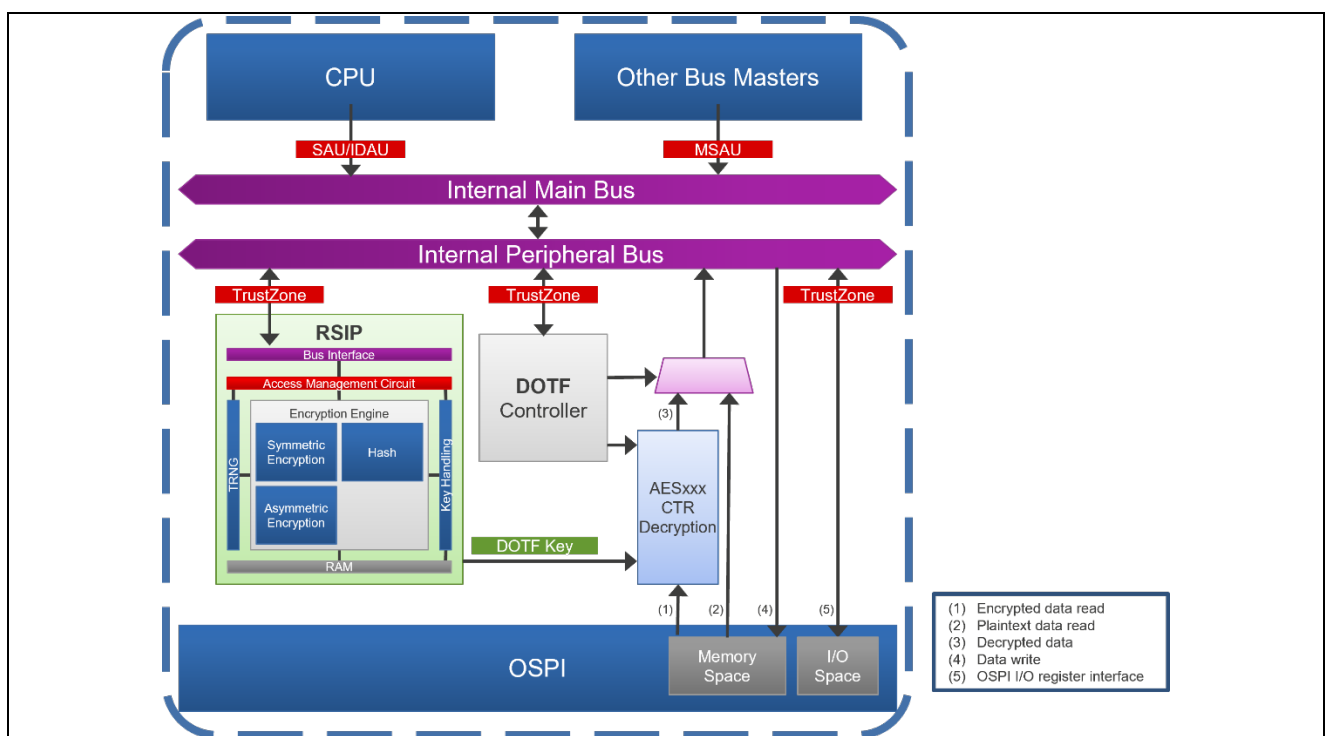 CPU
Other Bus Masters
SAU/IDAU
MSAU
Internal Main Bus
Internal Peripheral Bus
TrustZone
TrustZone
TrustZone
RSIP
Bus Interface
Access Management Circuit
TRNG
Encryption Engine
Symmetric
Encryption
Hash
Asymmetric
Encryption
Key Handling
RAM
DOTF
Controller
(3)
AESxxx
CTR
Decryption
DOTF Key
(1)
(2)
(4)
(5)
OSPI
Memory
Space
I/O
Space
(1) Encrypted data read
(2) Plaintext data read
(3) Decrypted data
(4) Data write
(5) OSPI I/O register interface